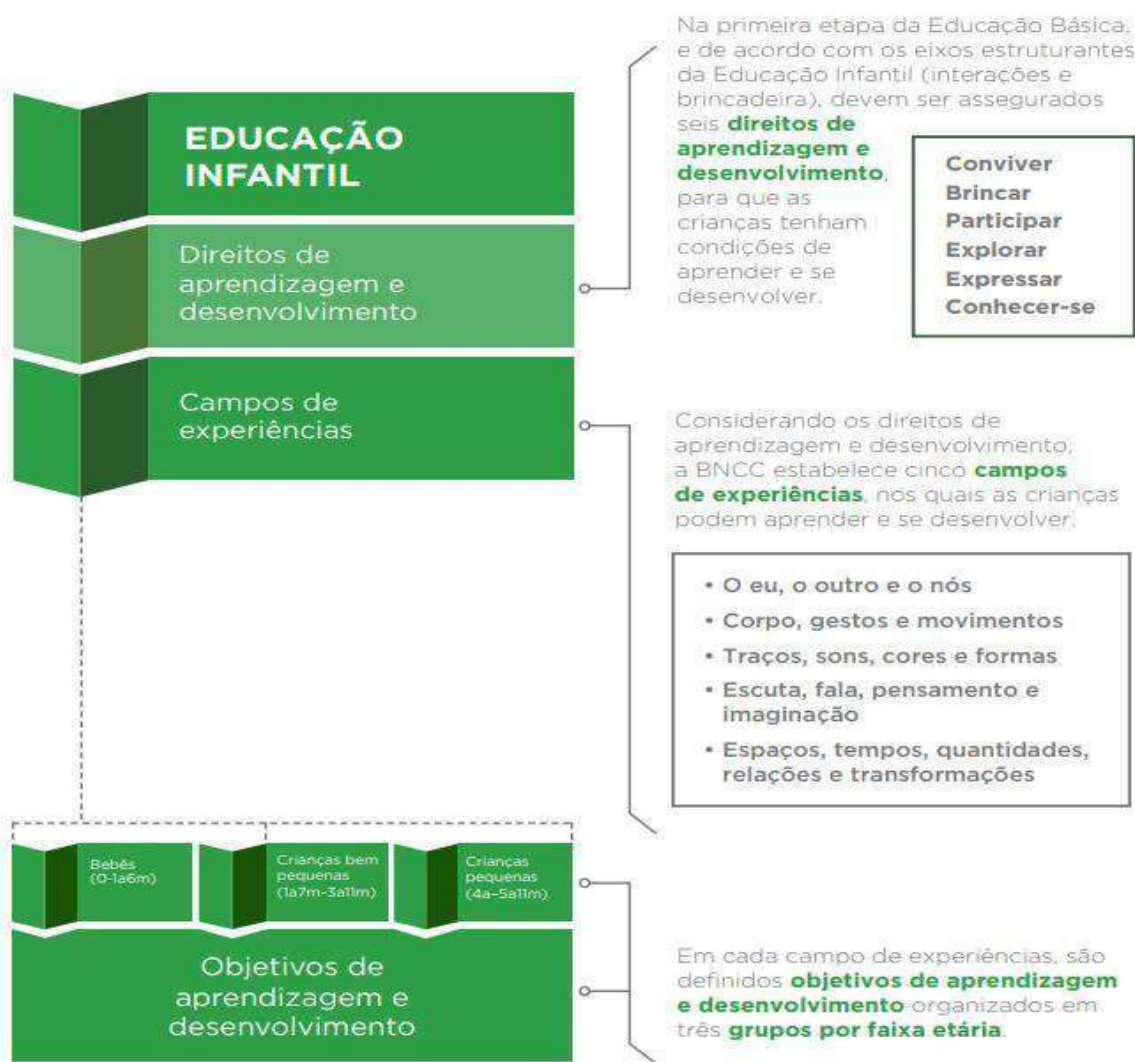 EDUCAÇÃO
INFANTIL
Direitos de
aprendizagem e
desenvolvimento
Na primeira etapa da Educação Básica,
e de acordo com os eixos estruturantes
da Educação Infantil (interações e
brincadeira), devem ser assegurados
seis direitos de
aprendizagem e
desenvolvimento,
para que as
crianças tenham
condições de
aprender e se
desenvolver.
Conviver
Brincar
Participar
Explorar
Expressar
Conhecer-se
Campos de
experiências
Considerando os direitos de
aprendizagem e desenvolvimento,
a BNCC estabelece cinco campos
de experiências, nos quais as crianças
podem aprender e se desenvolver.
• O eu, o outro e o nós
• Corpo, gestos e movimentos
• Traços, sons, cores e formas
• Escuta, fala, pensamento e
imaginação
• Espaços, tempos, quantidades,
relações e transformações
Bebês
(0-1a6m)
Crianças bem
pequenas
(1a7m-3a11m)
Crianças
pequenas
(4a–5a11m)
Objetivos de
aprendizagem e
desenvolvimento
Em cada campo de experiências, são
definidos objetivos de aprendizagem
e desenvolvimento organizados em
três grupos por faixa etária.